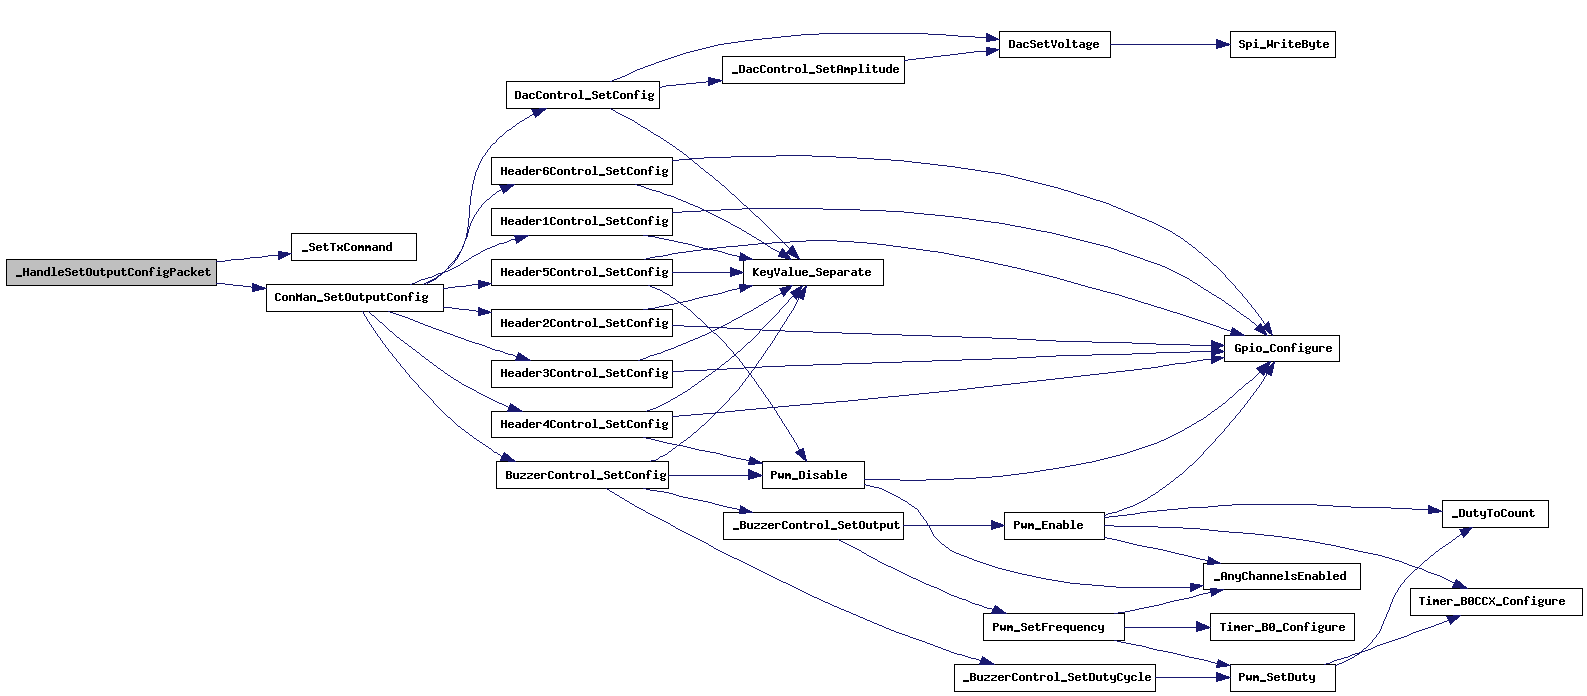 DacSetVoltage
Spi_WriteByte
_DacControl_SetAmplitude
DacControl_SetConfig
Header6Control_SetConfig
Header1Control_SetConfig
_SetTxCommand
_HandleSetOutputConfigPacket
Header5Control_SetConfig
KeyValue_Separate
ConMan_SetOutputConfig
Header2Control_SetConfig
Gpio_Configure
Header3Control_SetConfig
Header4Control_SetConfig
BuzzerControl_SetConfig
Pwm_Disable
_BuzzerControl_SetOutput
Pwm_Enable
_DutyToCount
_AnyChannelsEnabled
Timer_B0CCX_Configure
Pwm_SetFrequency
Timer_B0_Configure
_BuzzerControl_SetDutyCycle
Pwm_SetDuty